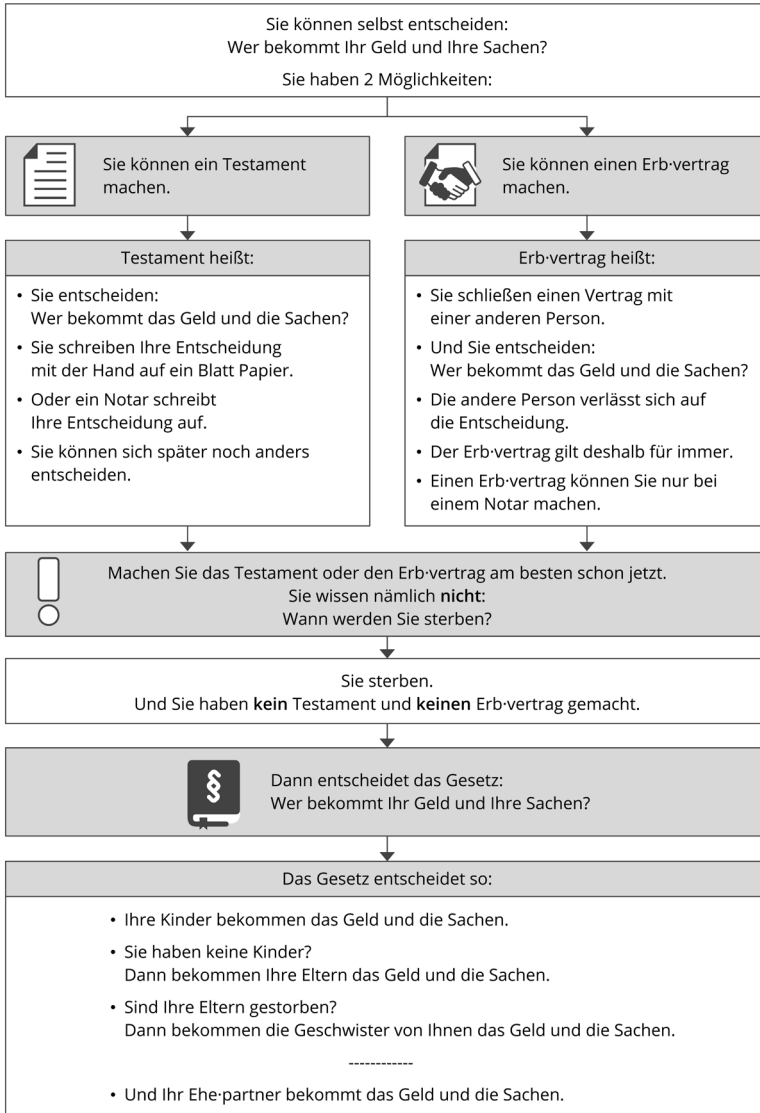 Sie können selbst entscheiden:
Wer bekommt Ihr Geld und Ihre Sachen?
Sie haben 2 Möglichkeiten:
Sie können ein Testament
machen.
Sie können einen Erb·vertrag
machen.
Testament heißt:
• Sie entscheiden:
Wer bekommt das Geld und die Sachen?
• Sie schreiben Ihre Entscheidung
mit der Hand auf ein Blatt Papier.
• Oder ein Notar schreibt
Ihre Entscheidung auf.
• Sie können sich später noch anders
entscheiden.
Erb·vertrag heißt:
• Sie schließen einen Vertrag mit
einer anderen Person.
• Und Sie entscheiden:
Wer bekommt das Geld und die Sachen?
• Die andere Person verlässt sich auf
die Entscheidung.
• Der Erb·vertrag gilt deshalb für immer.
• Einen Erb·vertrag können Sie nur bei
einem Notar machen.
Machen Sie das Testament oder den Erb·vertrag am besten schon jetzt.
Sie wissen nämlich nicht:
Wann werden Sie sterben?
Sie sterben.
Und Sie haben kein Testament und keinen Erb·vertrag gemacht.
§
Dann entscheidet das Gesetz:
Wer bekommt Ihr Geld und Ihre Sachen?
Das Gesetz entscheidet so:
• Ihre Kinder bekommen das Geld und die Sachen.
• Sie haben keine Kinder?
Dann bekommen Ihre Eltern das Geld und die Sachen.
• Sind Ihre Eltern gestorben?
Dann bekommen die Geschwister von Ihnen das Geld und die Sachen.
------------
• Und Ihr Ehe·partner bekommt das Geld und die Sachen.